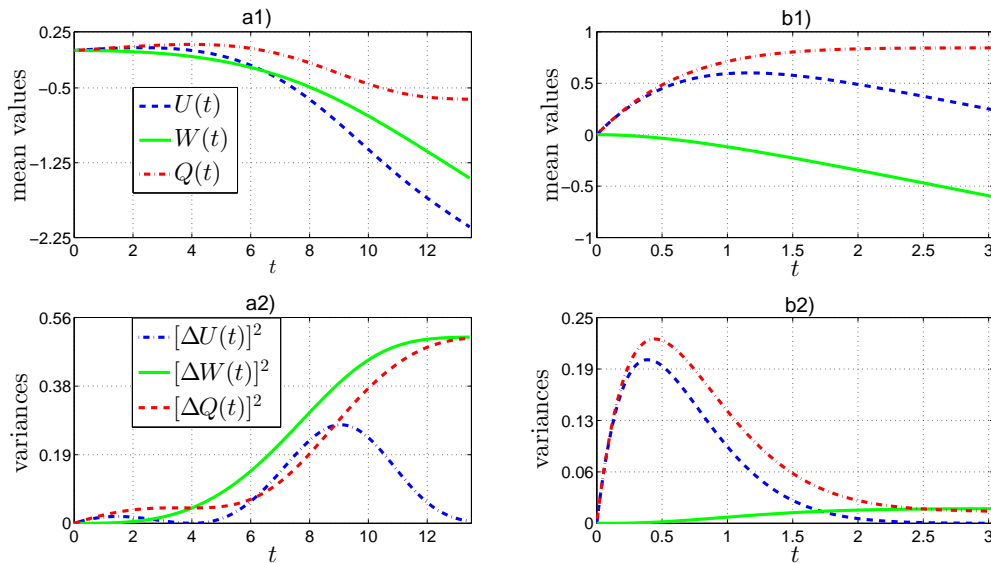 a1)
mean values
0.25
−0.5
−1.25
−2.25
U(t)
W(t)
Q(t)
0 2 4 6 8 10 12
t
b1)
mean values
1
0.5
0
−0.5
−1
0 0.5 1 1.5 2 2.5 3
t
a2)
variances
0.56
0.38
0.19
0
[ΔU(t)]²
[ΔW(t)]²
[ΔQ(t)]²
0 2 4 6 8 10 12
t
b2)
variances
0.25
0.19
0.13
0.06
0
0 0.5 1 1.5 2 2.5 3
t